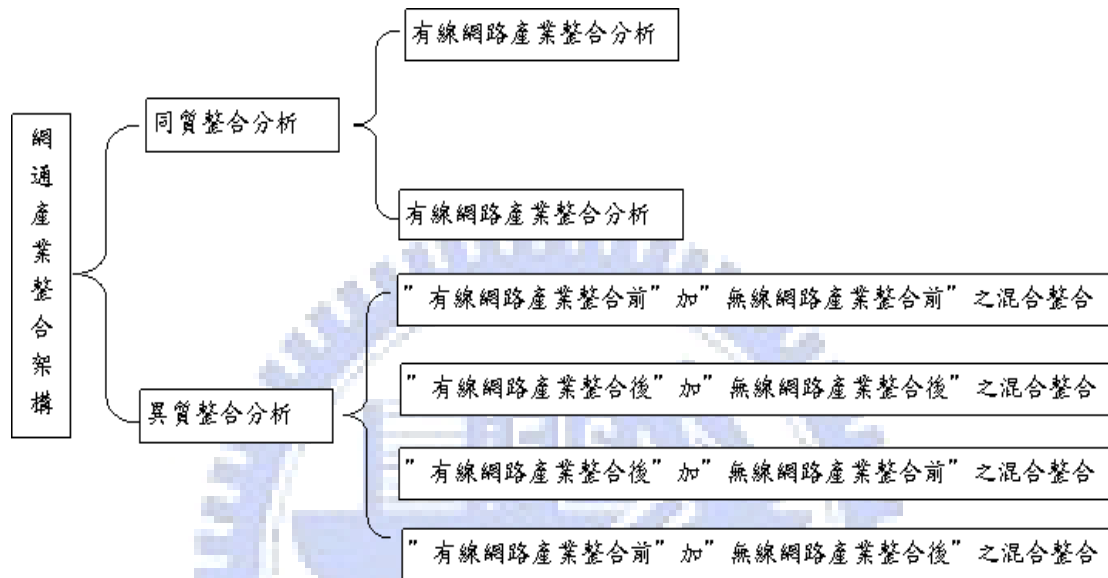 網通產業整合架構
同質整合分析
有線網路產業整合分析
有線網路產業整合分析
異質整合分析
”有線網路產業整合前”加”無線網路產業整合前”之混合整合
”有線網路產業整合後”加”無線網路產業整合後”之混合整合
”有線網路產業整合後”加”無線網路產業整合前”之混合整合
”有線網路產業整合前”加”無線網路產業整合後”之混合整合